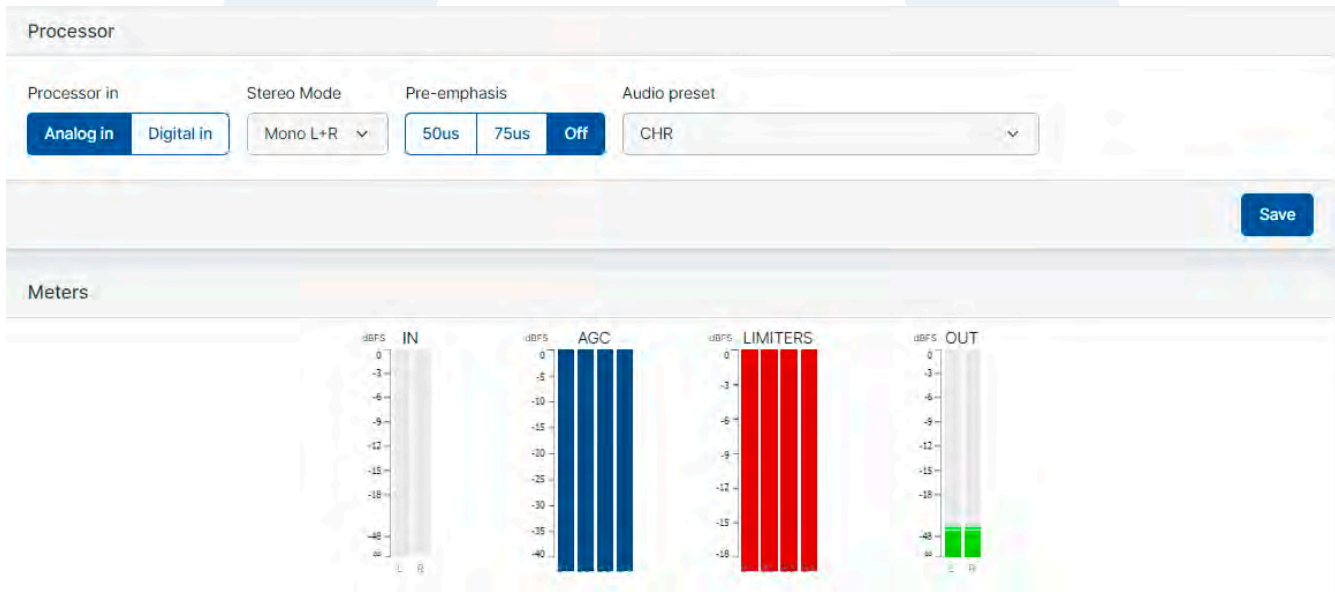 Processor
Processor in Stereo Mode Pre-emphasis Audio preset
Analog in Digital in Mono L+R 50us 75us Off CHR
Save
Meters
dBFS IN dBFS AGC dBFS LIMITERS dBFS OUT
0 0 0 0
-3 -5 -3 -3
-6 -10 -6 -6
-9 -15 -9 -9
-12 -20 -12 -12
-15 -25 -15 -15
-18 -30 -18 -18
-48 -35 -48
∞ -40 ∞
L R L R